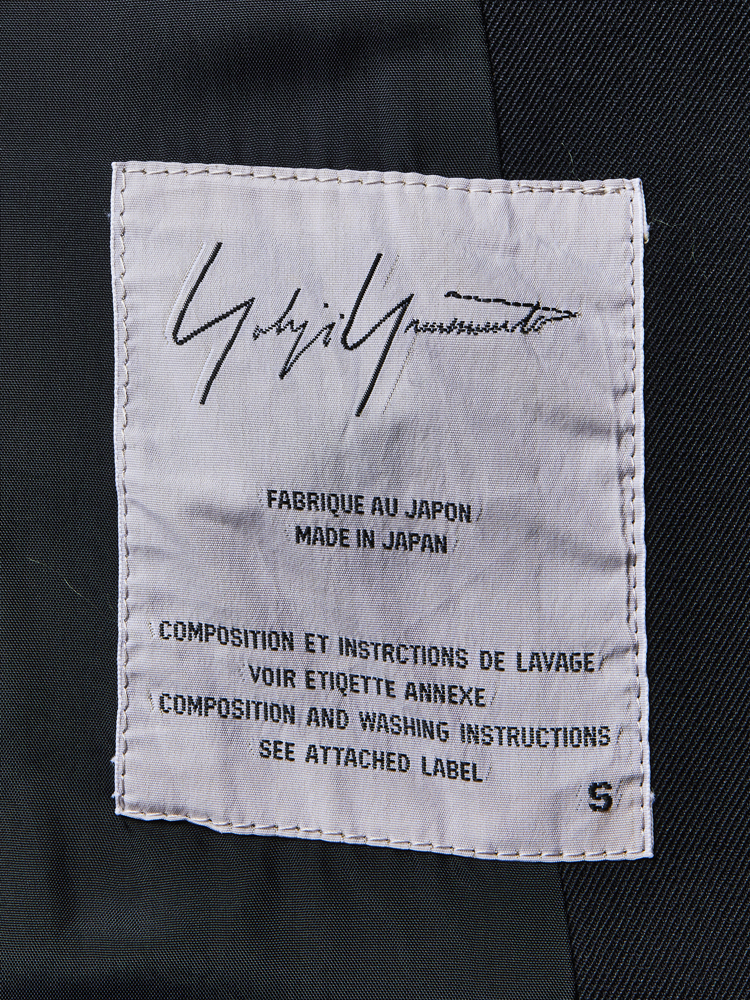 Yohji Yamamoto
FABRIQUE AU JAPON
MADE IN JAPAN
COMPOSITION ET INSTRCTIONS DE LAVAGE
VOIR ETIQETTE ANNEXE
COMPOSITION AND WASHING INSTRUCTIONS
SEE ATTACHED LABEL
S